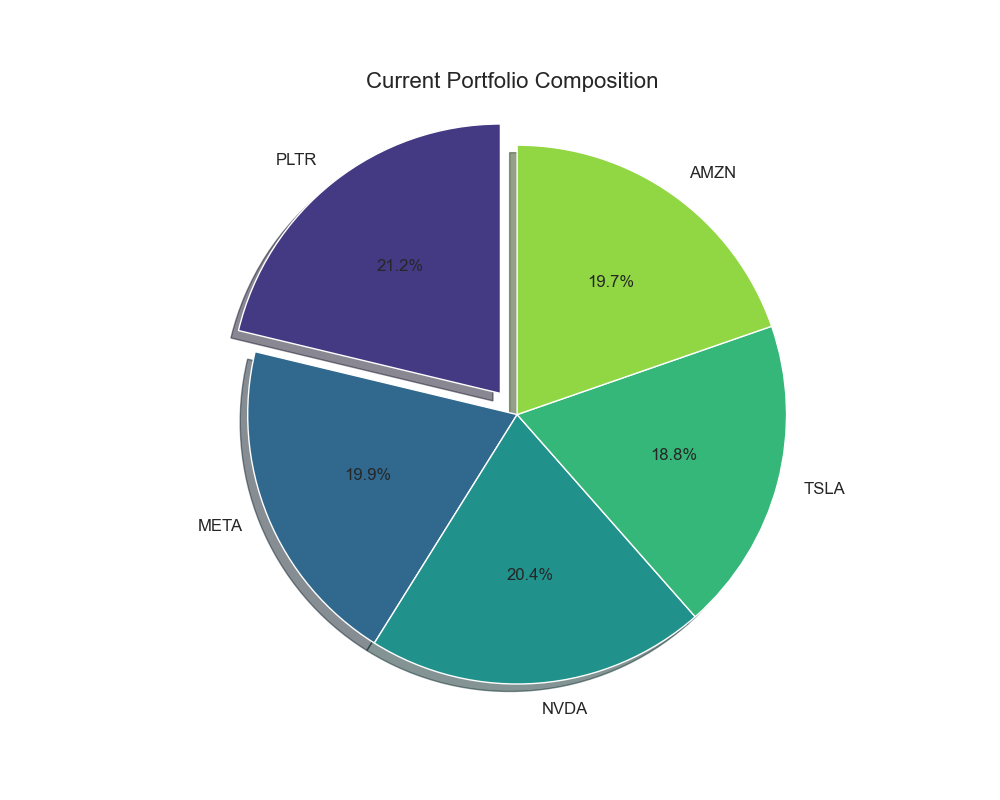 Current Portfolio Composition
PLTR
AMZN
21.2%
19.7%
18.8%
19.9%
TSLA
META
20.4%
NVDA